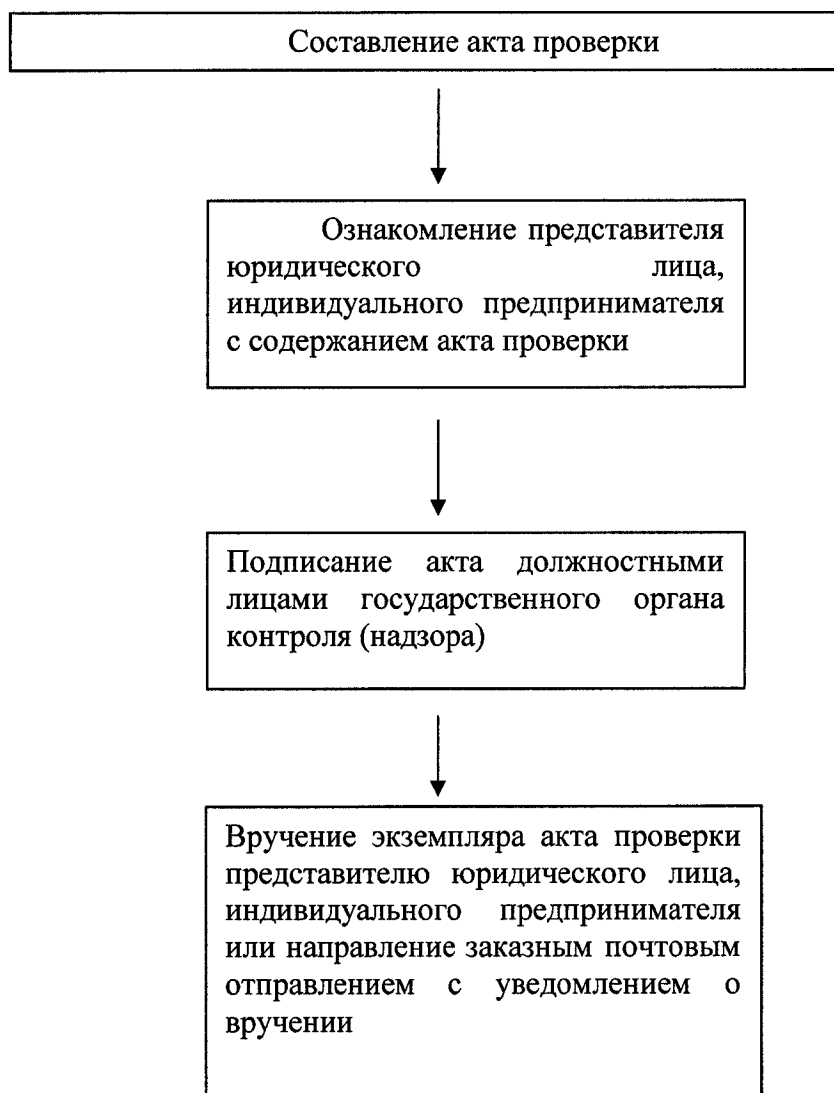 Составление акта проверки
Ознакомление представителя
юридического лица,
индивидуального предпринимателя
с содержанием акта проверки
Подписание акта должностными
лицами государственного органа
контроля (надзора)
Вручение экземпляра акта проверки
представителю юридического лица,
индивидуального предпринимателя
или направление заказным почтовым
отправлением с уведомлением о
вручении